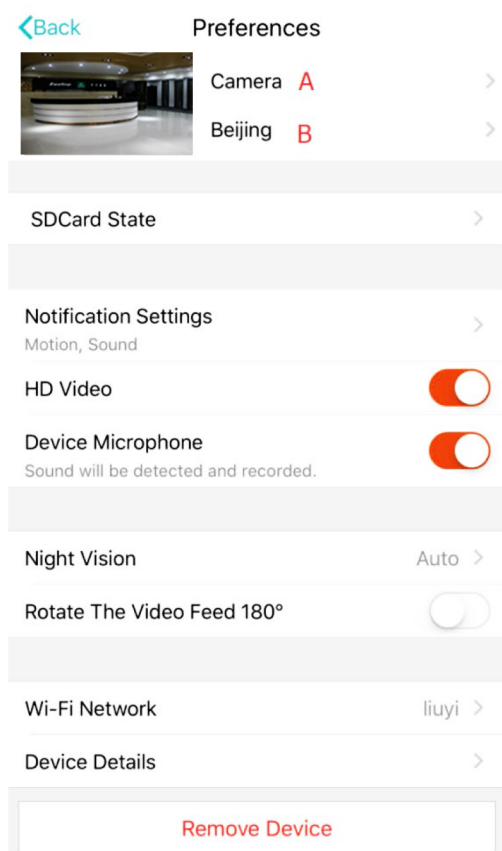 Back
Preferences
Camera A
Beijing B
SDCard State
Notification Settings
Motion, Sound
HD Video
Device Microphone
Sound will be detected and recorded.
Night Vision Auto
Rotate The Video Feed 180°
Wi-Fi Network liuyi
Device Details
Remove Device